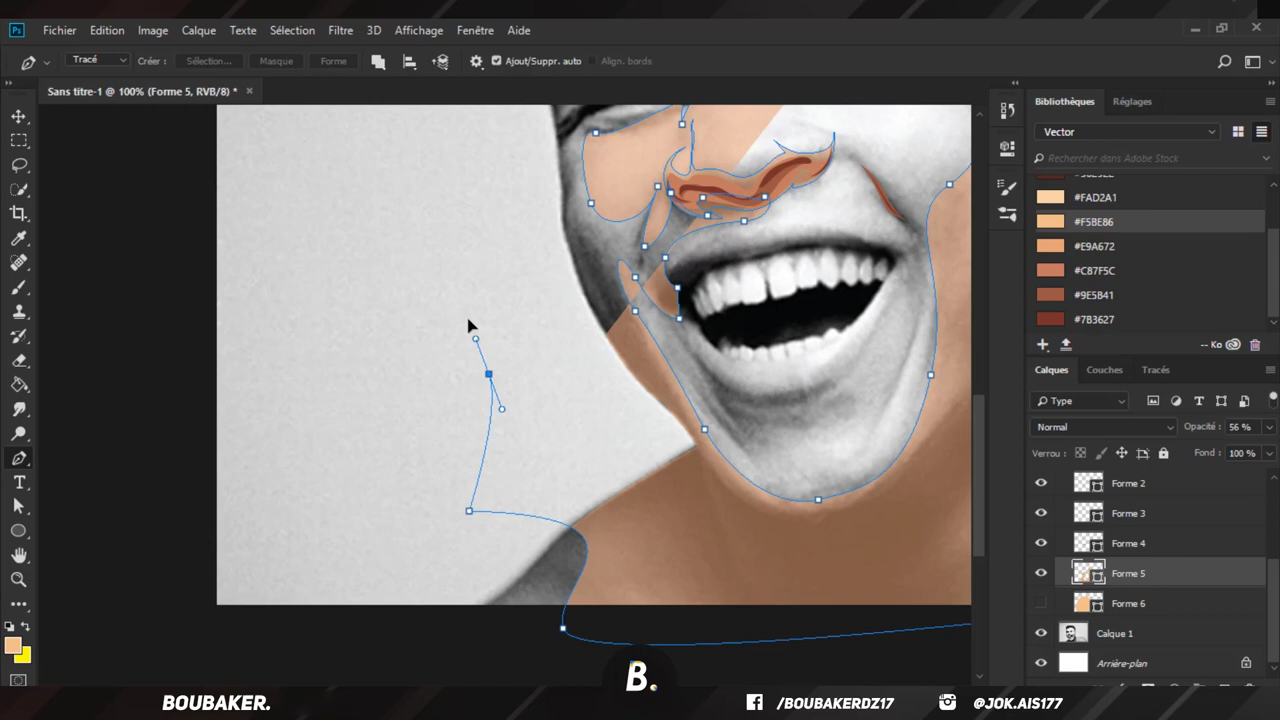 Ps Fichier Edition Image Calque Texte Sélection Filtre 3D Affichage Fenêtre Aide
Tracé Créer : Sélection... Masque Forme Ajout/Suppr. auto Align. bords
Sans titre-1 @ 100% (Forme 5, RVB/8) *
Bibliothèques Réglages
Vector
Rechercher dans Adobe Stock
#FAD2A1
#F5BE86
#E9A672
#C87F5C
#9E5B41
#7B3627
-- Ko
Calques Couches Tracés
Type
Normal Opacité : 56 %
Verrou : Fond : 100 %
Forme 2
Forme 3
Forme 4
Forme 5
Forme 6
Calque 1
Arrière-plan
B.
BOUBAKER. /BOUBAKERDZ17 @JOK.AIS177